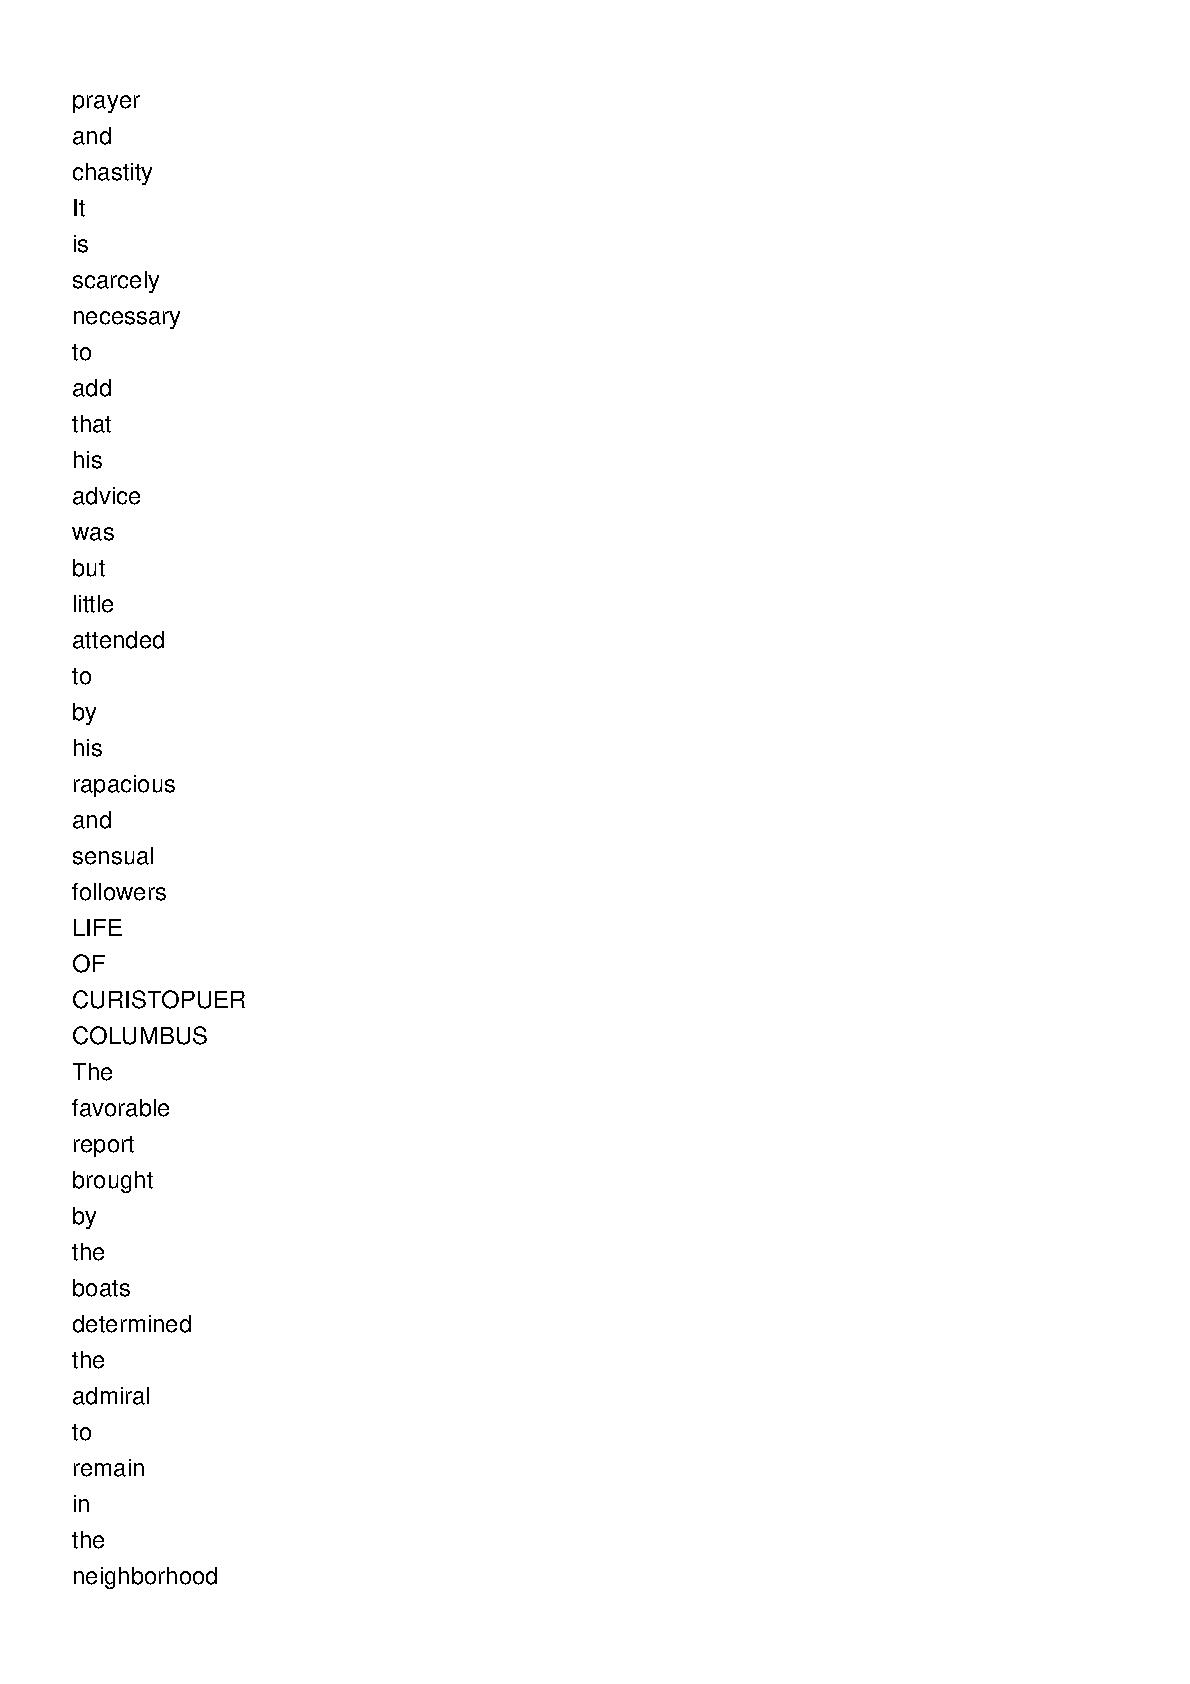 prayer
and
chastity
It
is
scarcely
necessary
to
add
that
his
advice
was
but
little
attended
to
by
his
rapacious
and
sensual
followers
LIFE
OF
CURISTOPUER
COLUMBUS
The
favorable
report
brought
by
the
boats
determined
the
admiral
to
remain
in
the
neighborhood